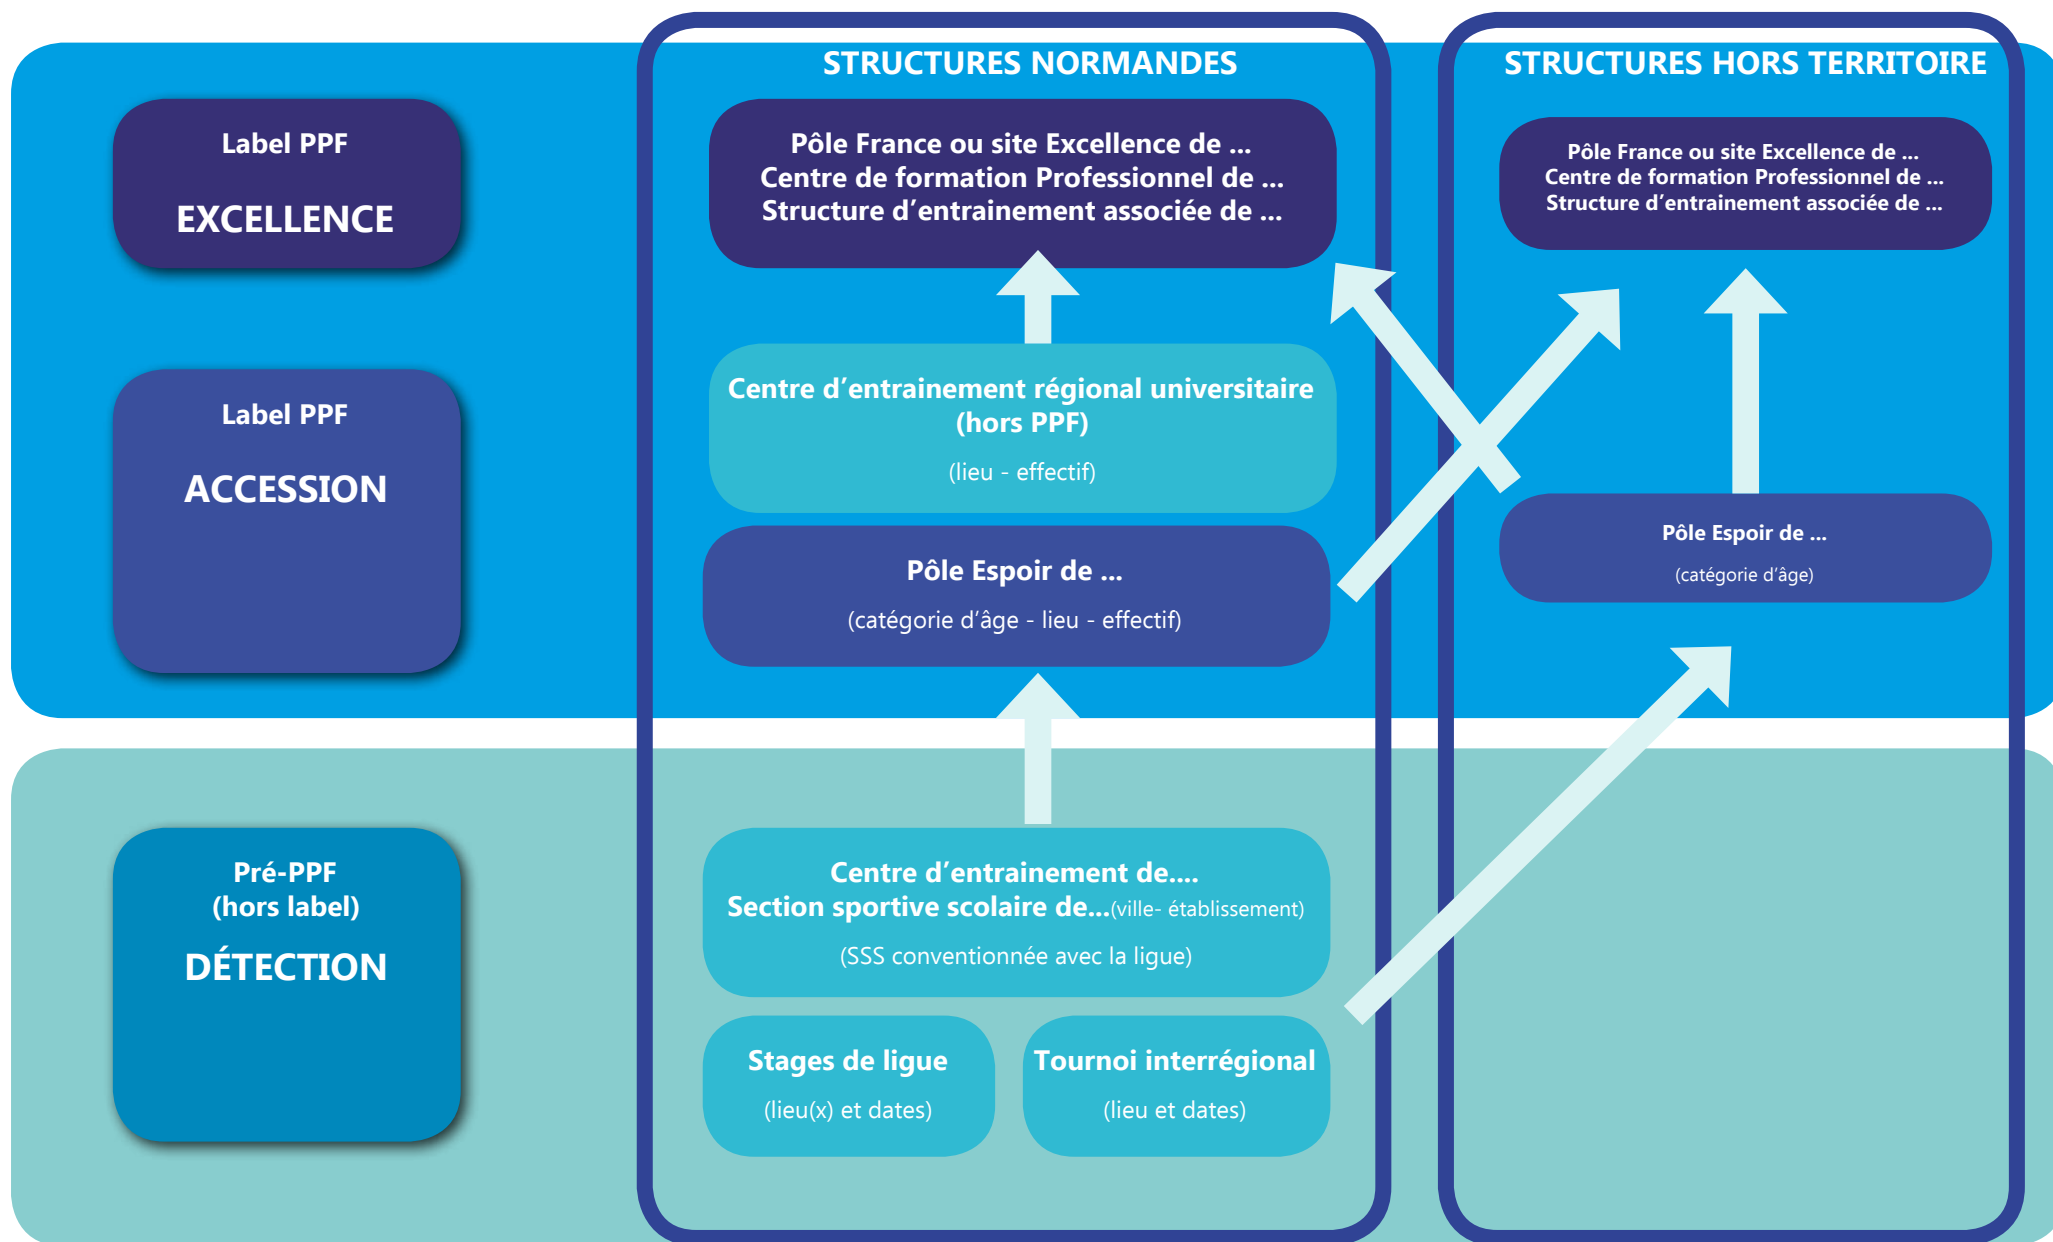 STRUCTURES NORMANDES
STRUCTURES HORS TERRITOIRE
Label PPF
EXCELLENCE
Pôle France ou site Excellence de ...
Centre de formation Professionnel de ...
Structure d’entrainement associée de ...
Pôle France ou site Excellence de ...
Centre de formation Professionnel de ...
Structure d’entrainement associée de ...
Label PPF
ACCESSION
Centre d’entrainement régional universitaire
(hors PPF)
(lieu - effectif)
Pôle Espoir de ...
(catégorie d’âge - lieu - effectif)
Pôle Espoir de ...
(catégorie d’âge)
Pré-PPF
(hors label)
DÉTECTION
Centre d’entrainement de....
Section sportive scolaire de...(ville- établissement)
(SSS conventionnée avec la ligue)
Stages de ligue
(lieu(x) et dates)
Tournoi interrégional
(lieu et dates)